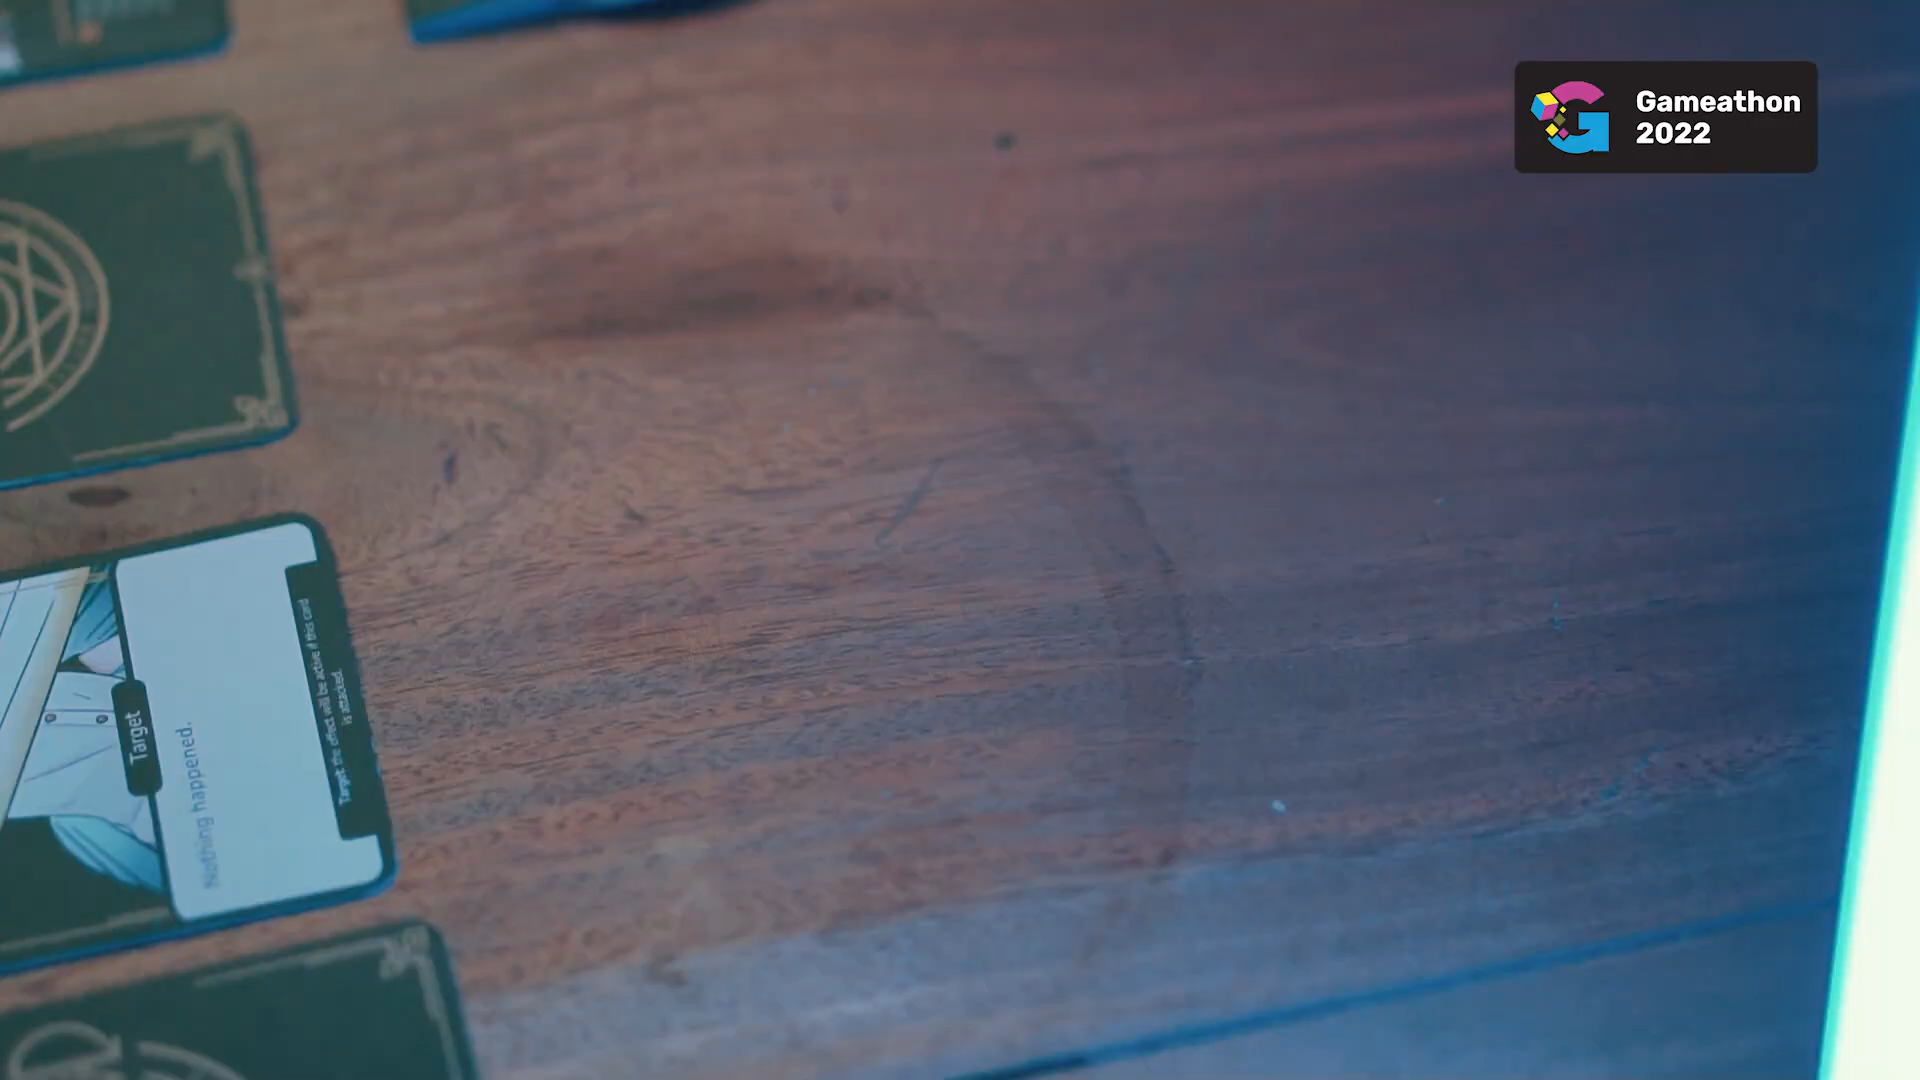 Gameathon
2022
Target
Nothing happened.
Target: the effect will be active if this card
is attacked.